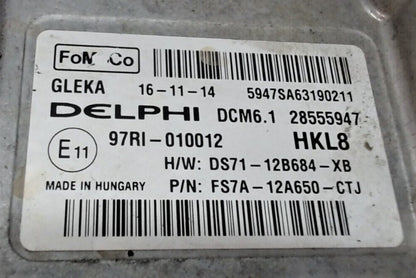 FoMoCo
GLEKA 16-11-14 5947SA63190211
DELPHI DCM6.1 28555947
E11 97RI-010012 HKL8
H/W: DS71-12B684-XB
MADE IN HUNGARY P/N: FS7A-12A650-CTJ